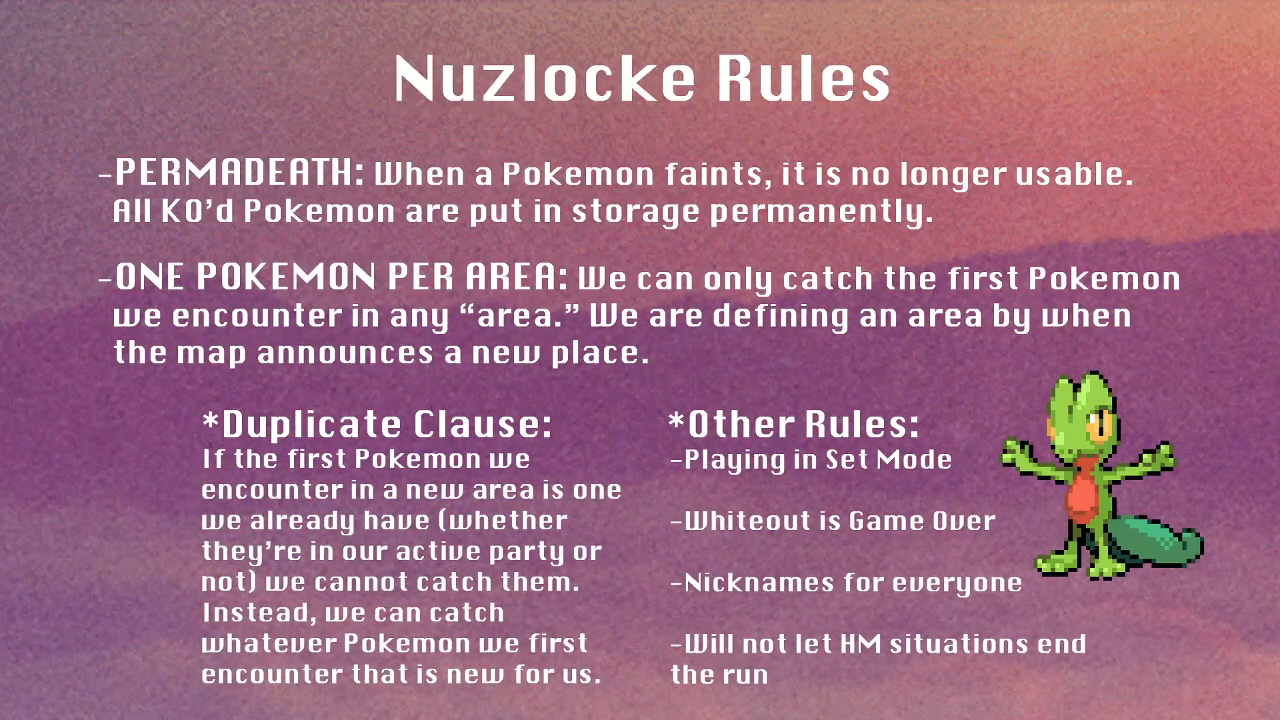 Nuzlocke Rules
-PERMADEATH: When a Pokemon faints, it is no longer usable.
All KO'd Pokemon are put in storage permanently.
-ONE POKEMON PER AREA: We can only catch the first Pokemon
we encounter in any “area.” We are defining an area by when
the map announces a new place.
*Duplicate Clause:
If the first Pokemon we
encounter in a new area is one
we already have (whether
they're in our active party or
not) we cannot catch them.
Instead, we can catch
whatever Pokemon we first
encounter that is new for us.
*Other Rules:
-Playing in Set Mode
-Whiteout is Game Over
-Nicknames for everyone
-Will not let HM situations end
the run